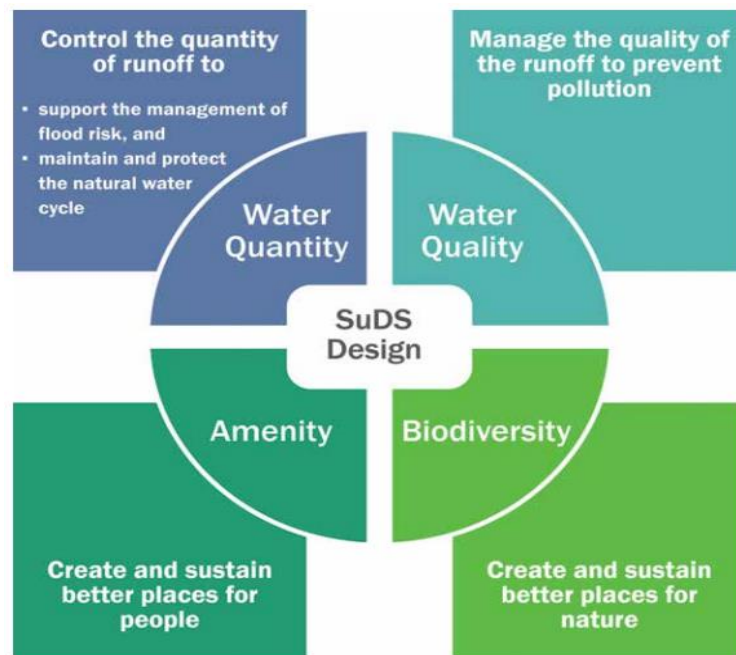 Control the quantity
of runoff to
• support the management of
flood risk, and
• maintain and protect
the natural water
cycle
Manage the quality of
the runoff to prevent
pollution
Water
Quantity
Water
Quality
SuDS
Design
Amenity
Biodiversity
Create and sustain
better places for
people
Create and sustain
better places for
nature